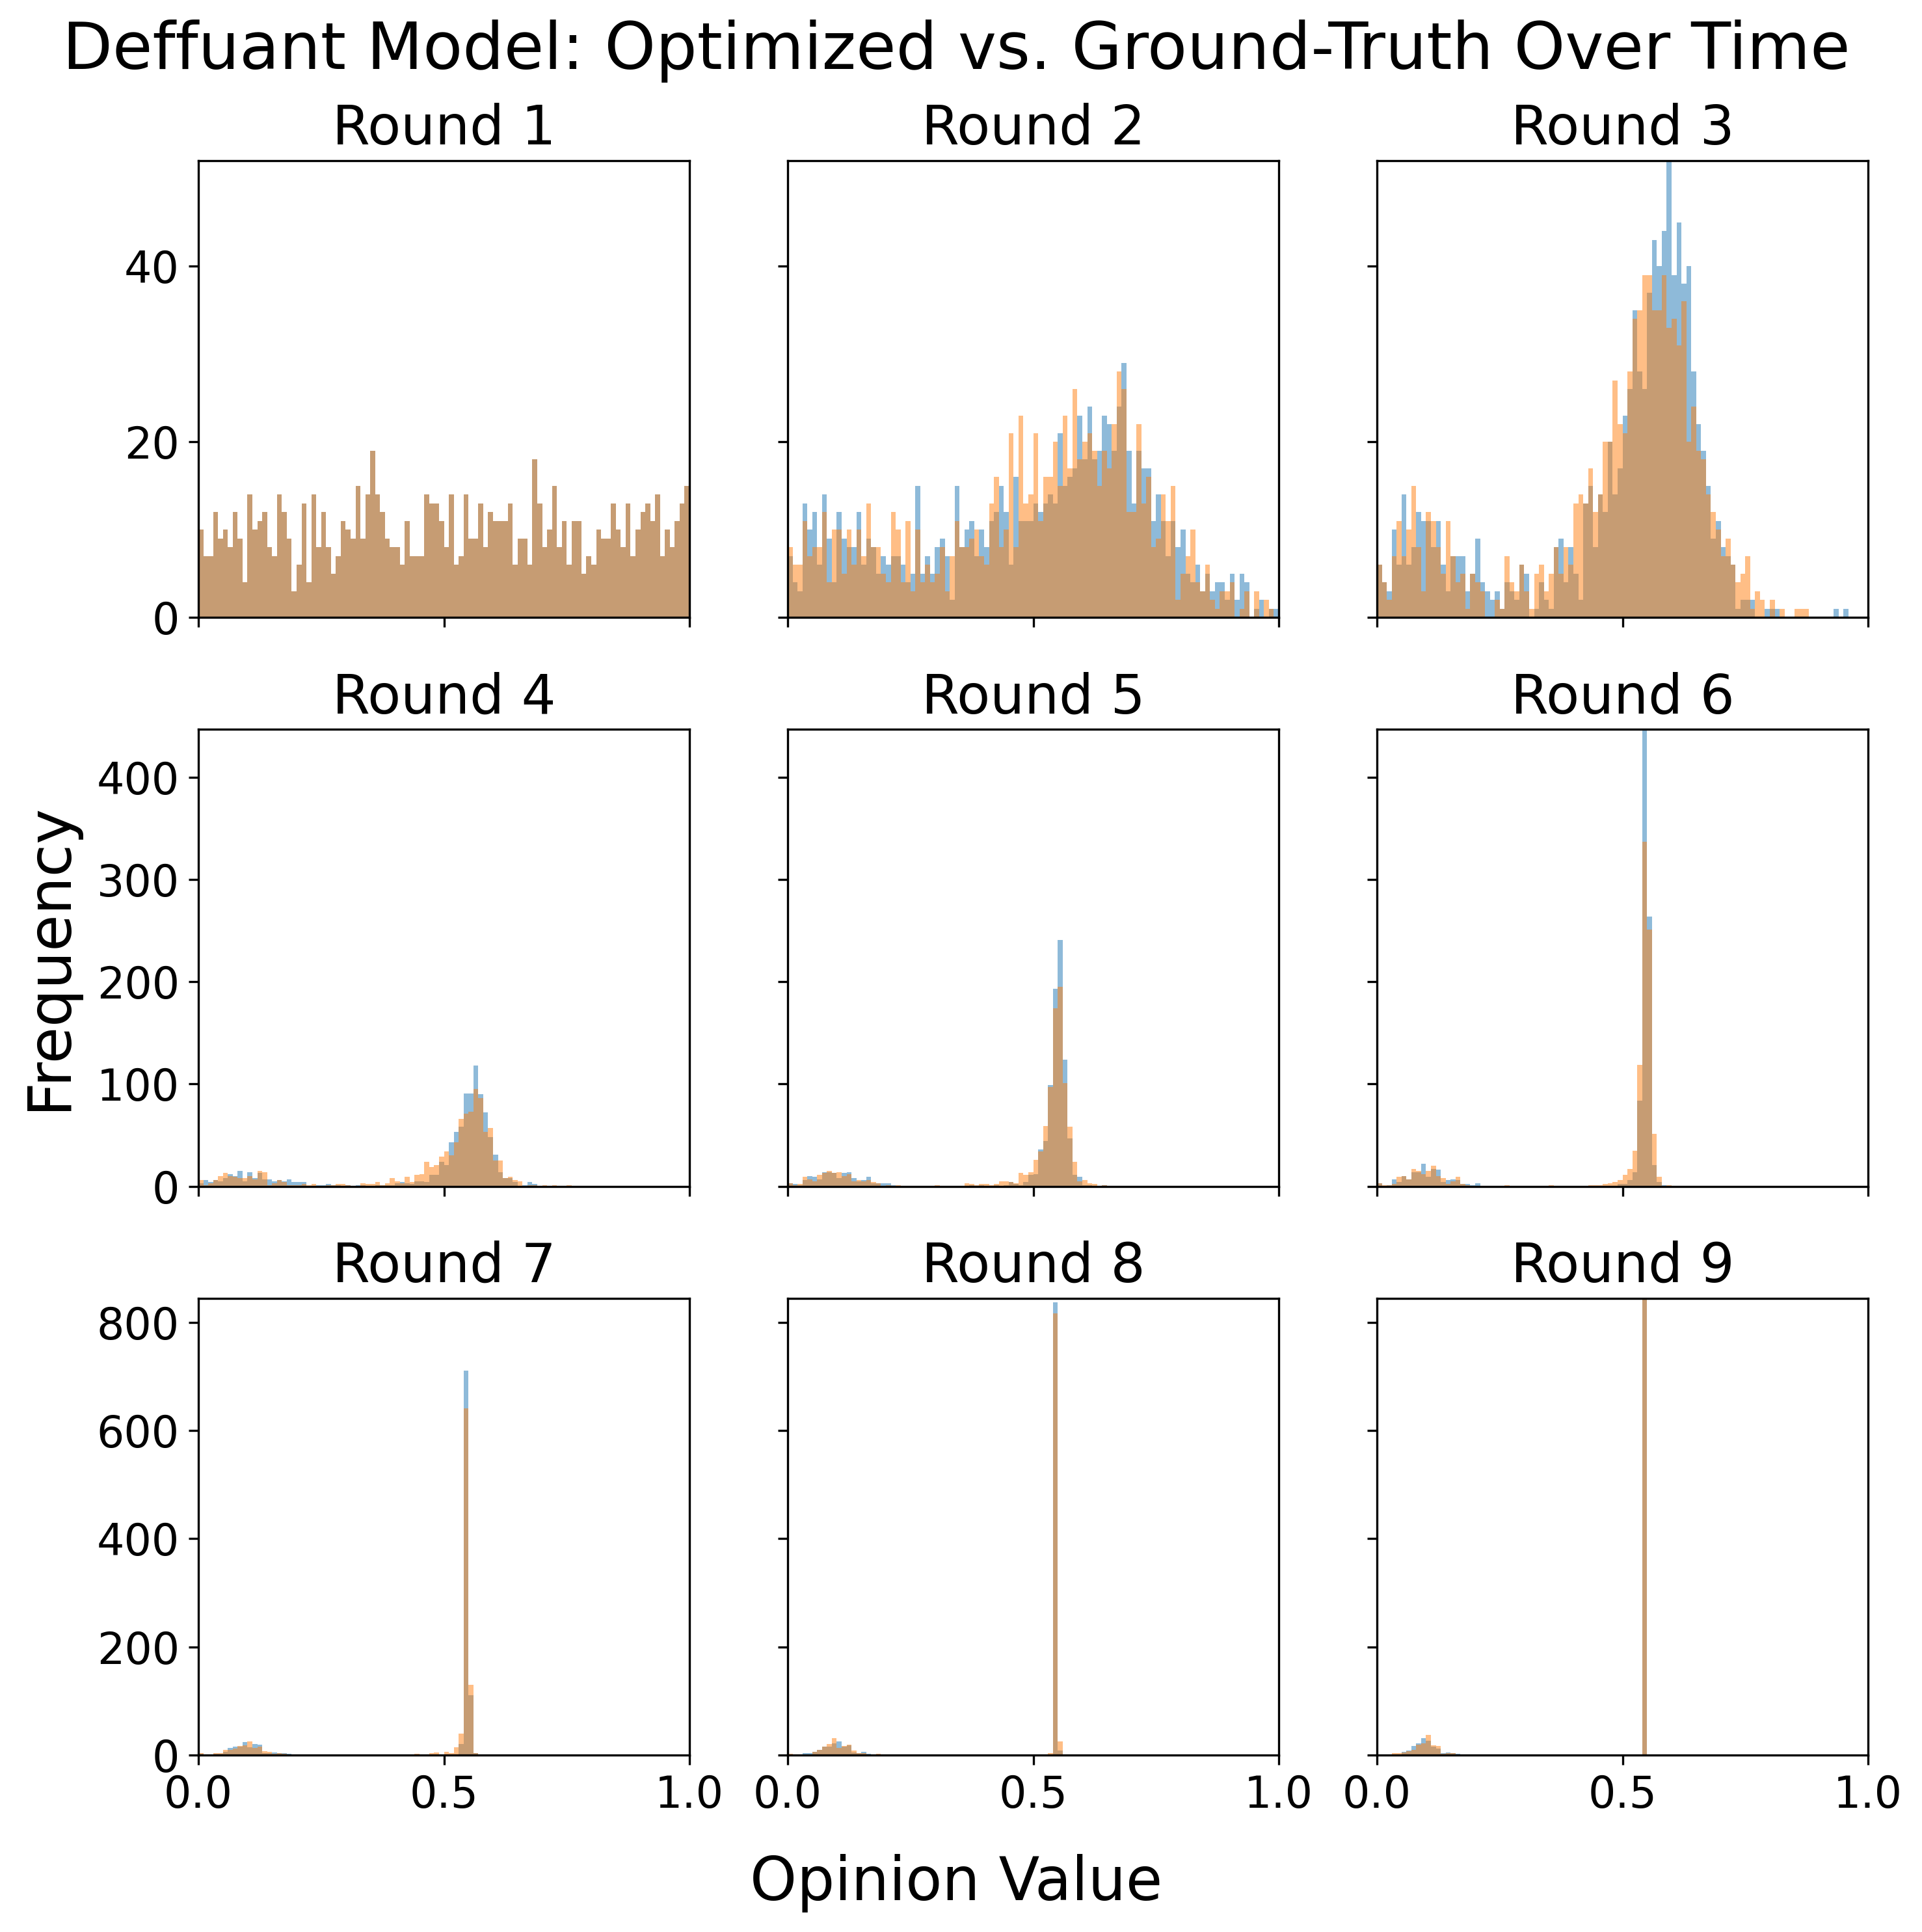 Deffuant Model: Optimized vs. Ground-Truth Over Time
Round 1
Round 2
Round 3
40
20
0
Round 4
Round 5
Round 6
400
300
200
100
0
Frequency
Round 7
Round 8
Round 9
800
600
400
200
0
0.0 0.5 1.0 0.0 0.5 1.0 0.0 0.5 1.0
Opinion Value